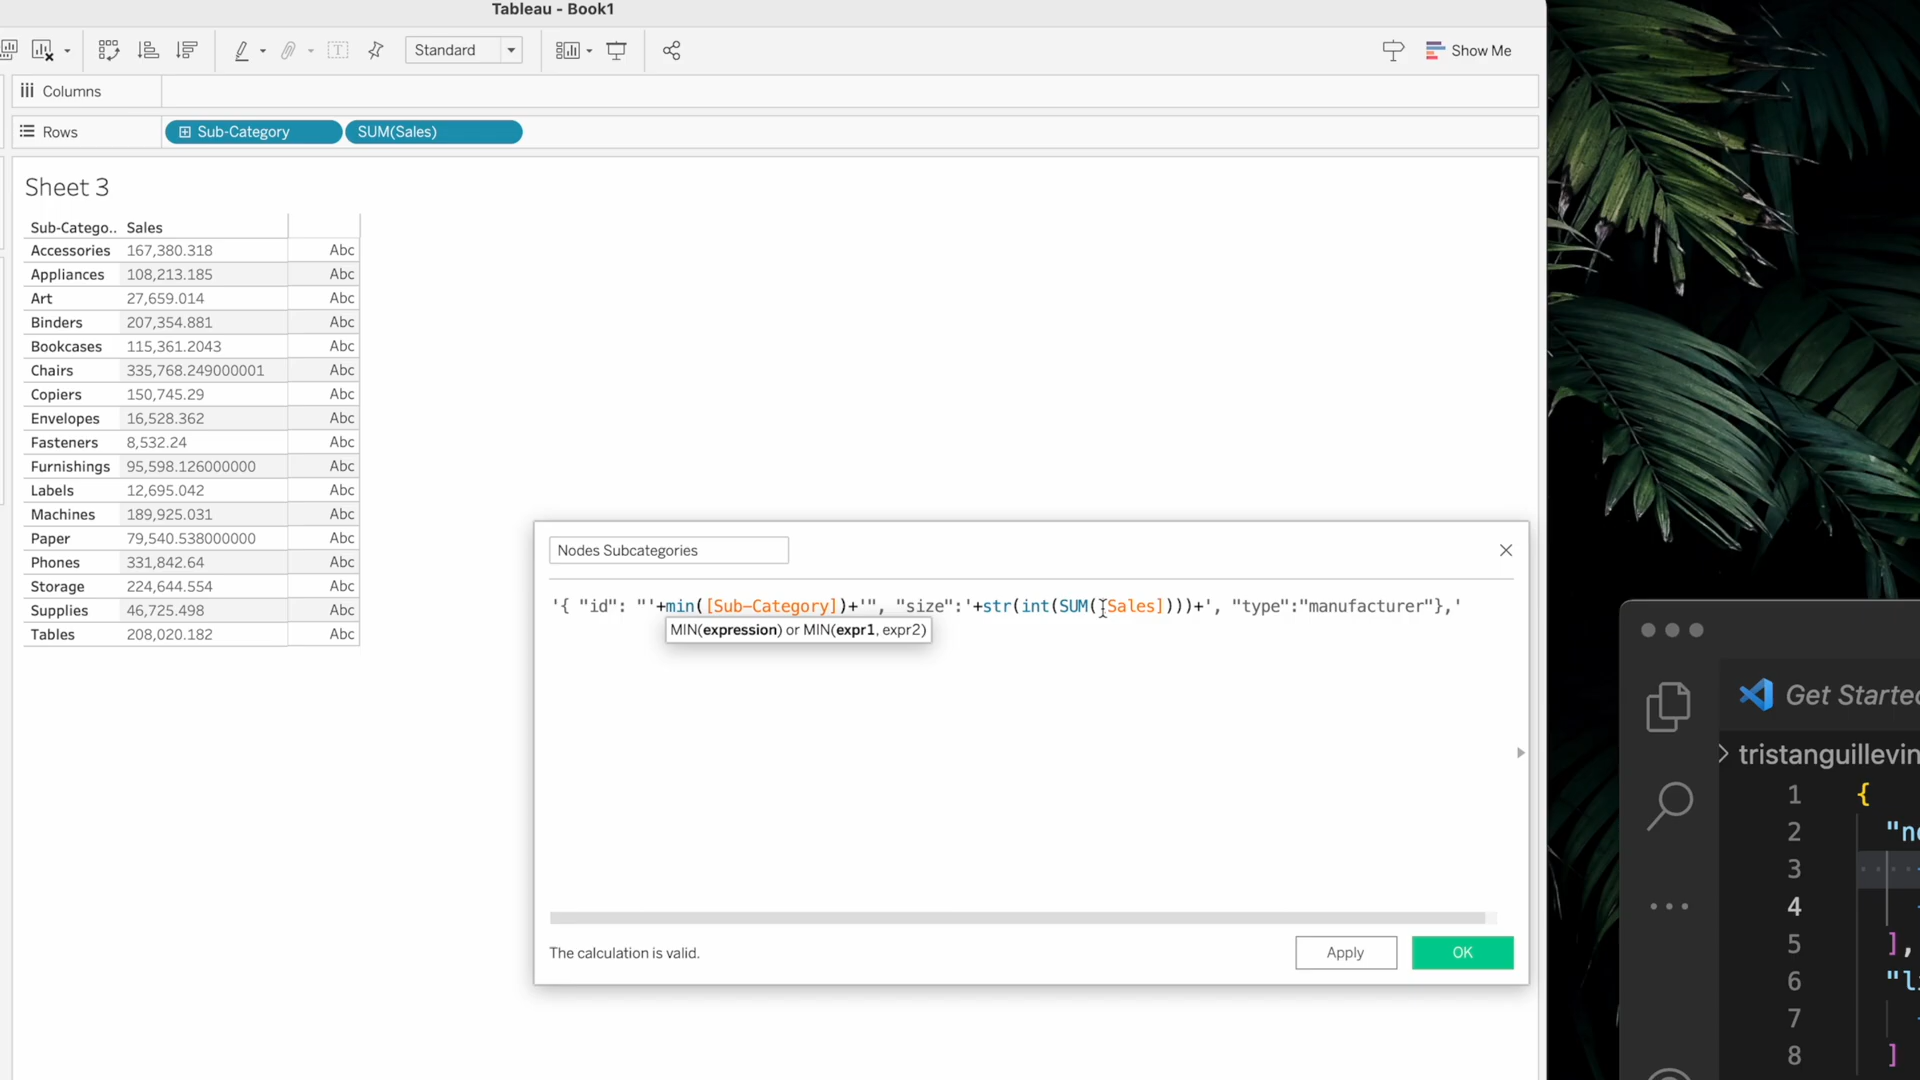 Tableau - Book1
Standard
Show Me
Columns
Rows
Sub-Category
SUM(Sales)
Sheet 3
Sub-Catego.. Sales
Accessories 167,380.318 Abc
Appliances 108,213.185 Abc
Art 27,659.014 Abc
Binders 207,354.881 Abc
Bookcases 115,361.2043 Abc
Chairs 335,768.249000001 Abc
Copiers 150,745.29 Abc
Envelopes 16,528.362 Abc
Fasteners 8,532.24 Abc
Furnishings 95,598.126000000 Abc
Labels 12,695.042 Abc
Machines 189,925.031 Abc
Paper 79,540.538000000 Abc
Phones 331,842.64 Abc
Storage 224,644.554 Abc
Supplies 46,725.498 Abc
Tables 208,020.182 Abc
Nodes Subcategories
'{ "id": "'+min([Sub-Category])+'", "size":'+str(int(SUM([Sales])))+', "type":"manufacturer"},'
MIN(expression) or MIN(expr1, expr2)
The calculation is valid.
Apply
OK
Get Started
tristanguillevin
1 {
2 "no
3
4
5 ],
6 "li
7
8 ]